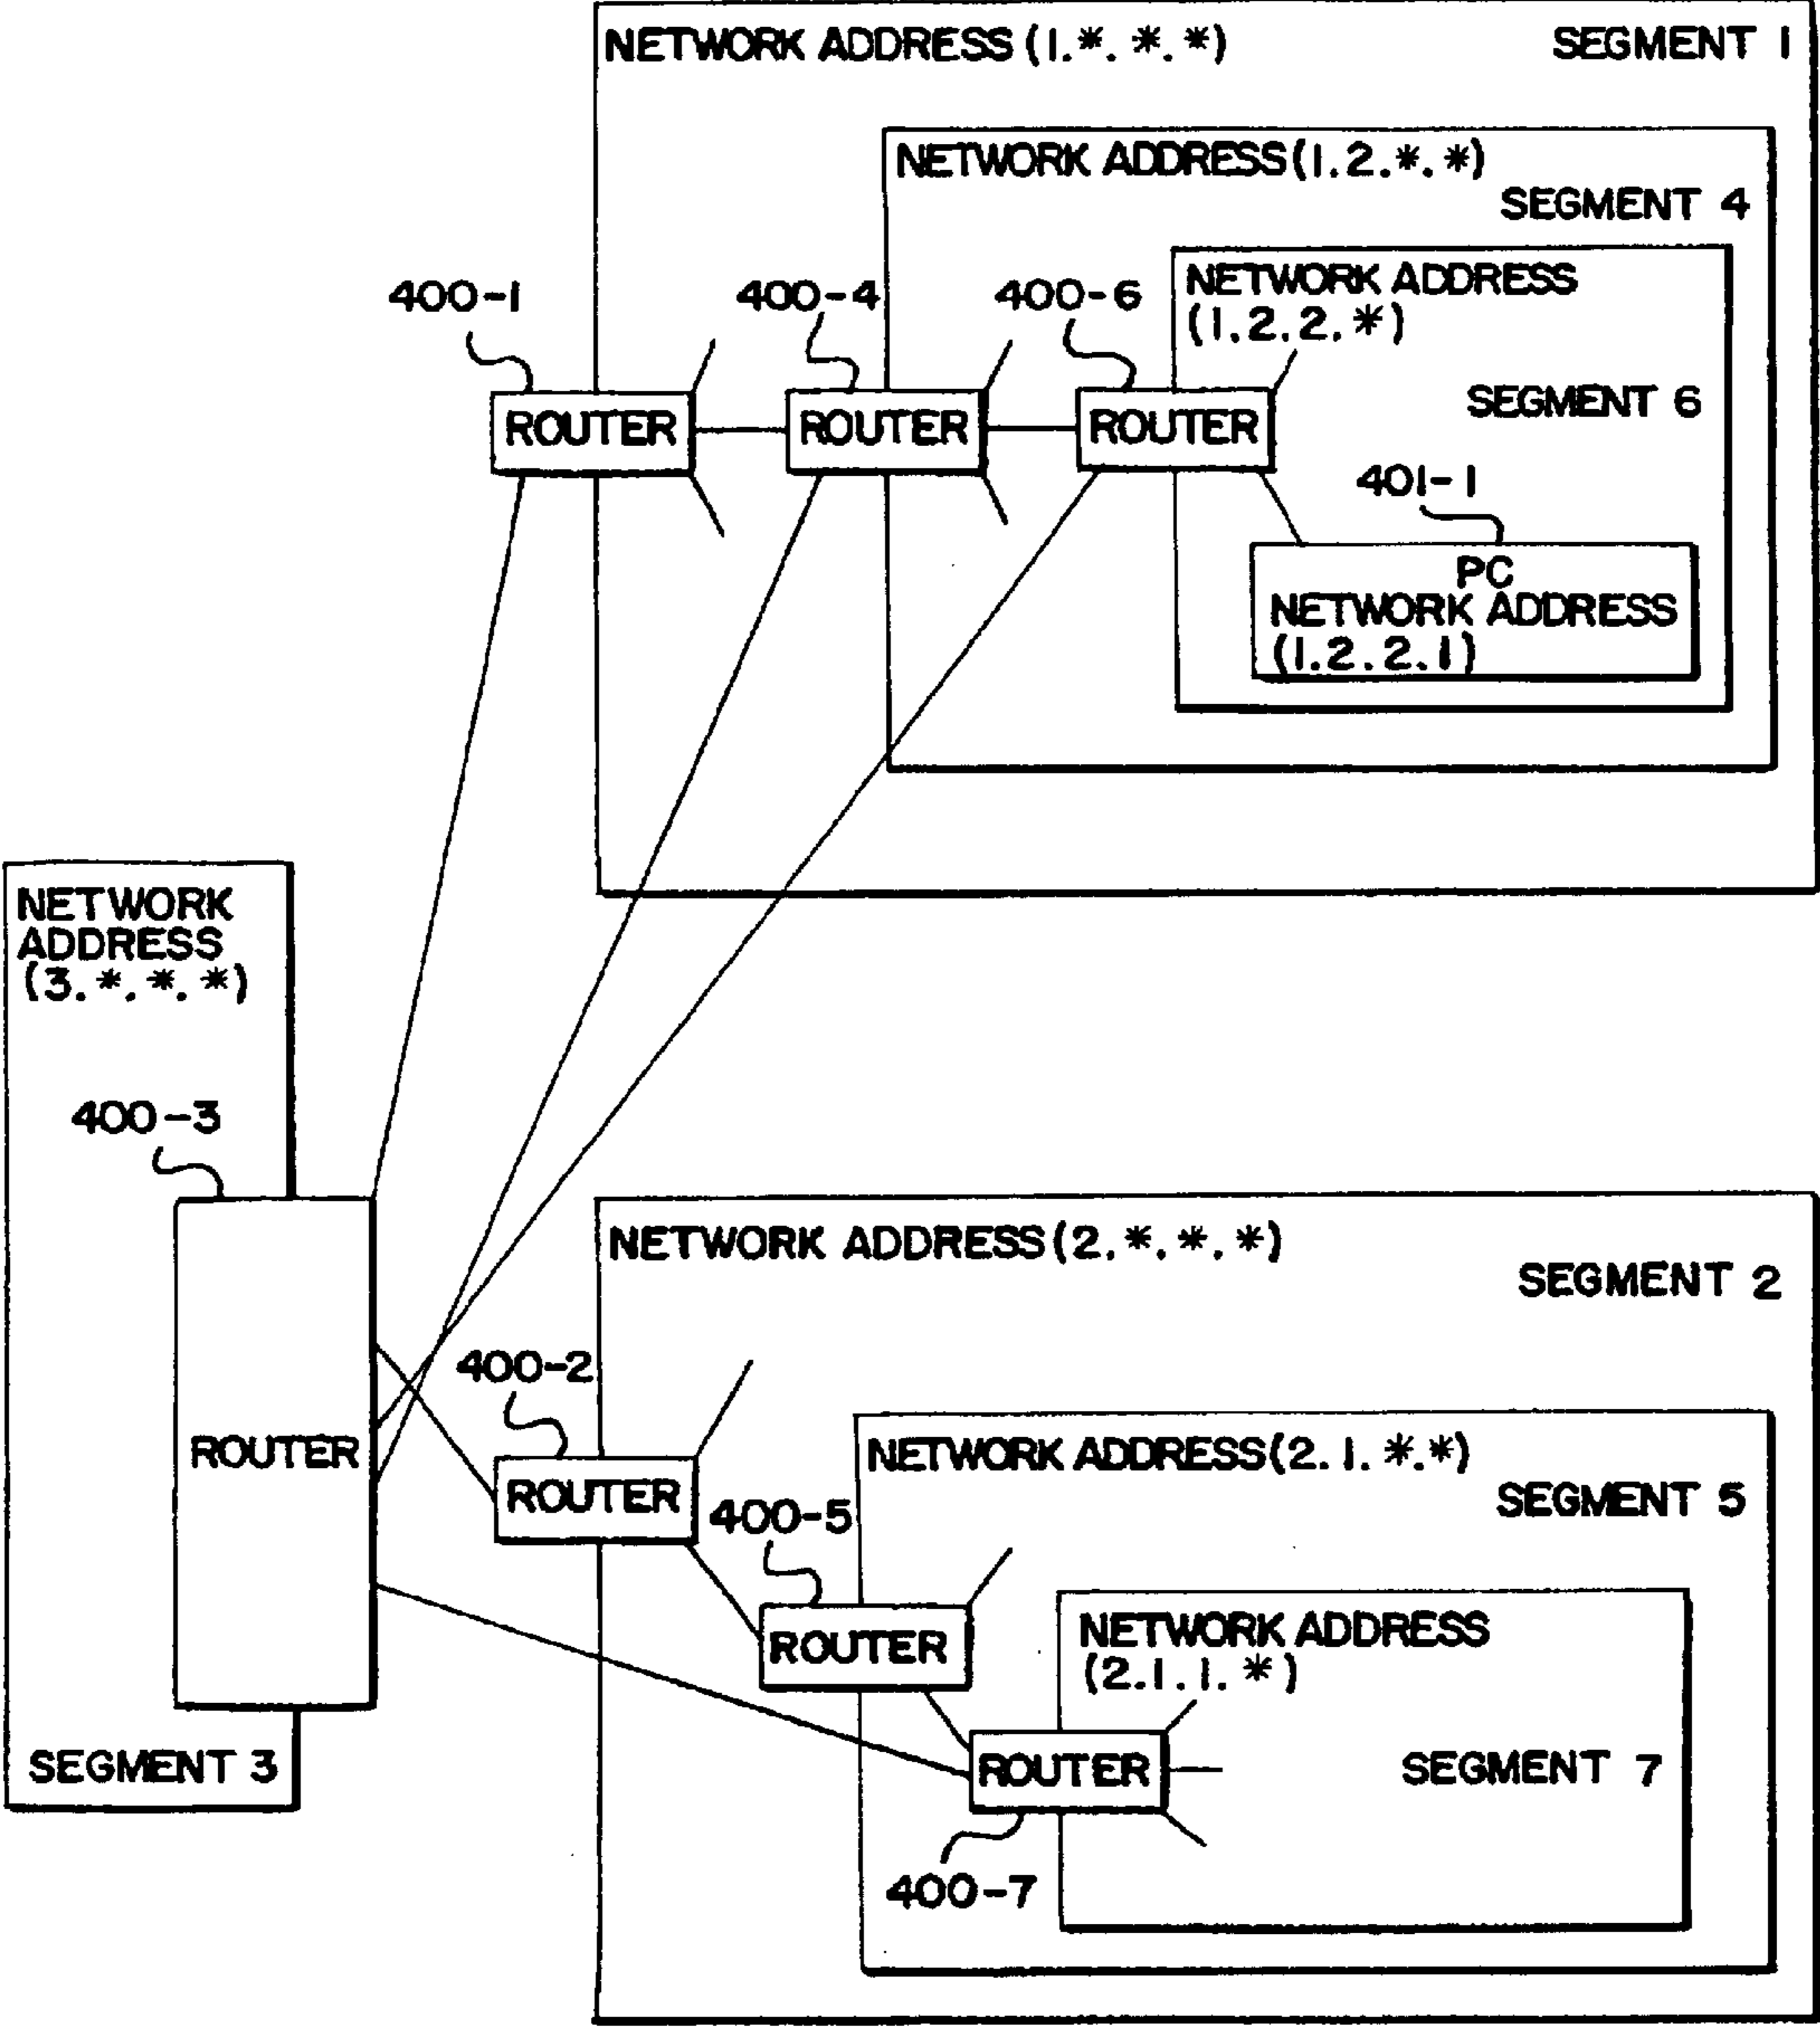 NETWORK ADDRESS (1.*.*.*)
SEGMENT 1
NETWORK ADDRESS (1.2.*.*)
SEGMENT 4
NETWORK ADDRESS
(1.2.2.*)
SEGMENT 6
400-1
400-4
400-6
ROUTER
ROUTER
ROUTER
401-1
PC
NETWORK ADDRESS
(1.2.2.1)
NETWORK
ADDRESS
(3.*.*.*)
400-3
ROUTER
SEGMENT 3
NETWORK ADDRESS (2.*.*.*)
SEGMENT 2
400-2
ROUTER
NETWORK ADDRESS (2.1.*.*)
SEGMENT 5
400-5
ROUTER
NETWORK ADDRESS
(2.1.1.*)
ROUTER
SEGMENT 7
400-7